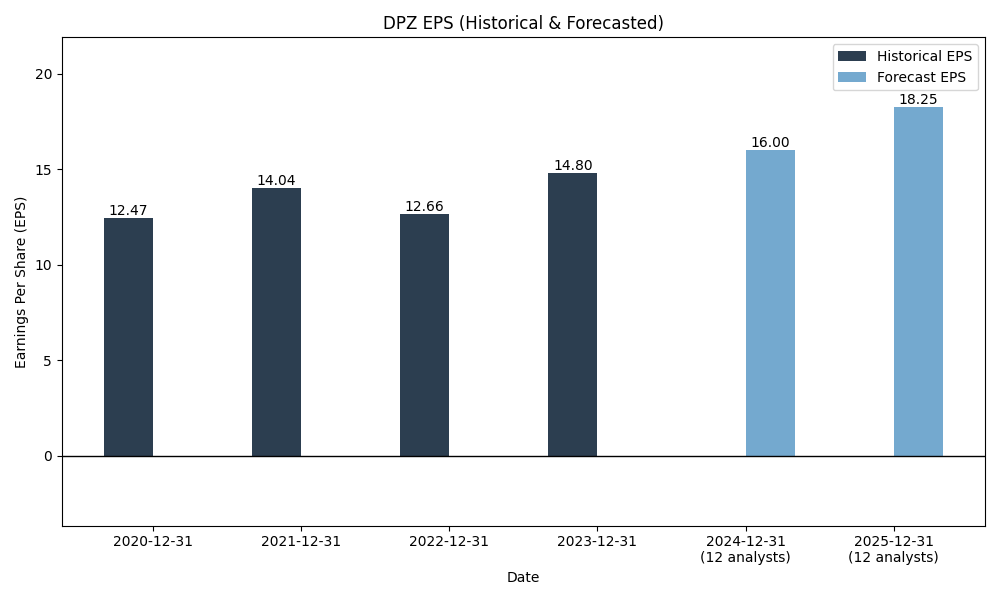 DPZ EPS (Historical & Forecasted)
Historical EPS
Forecast EPS
Earnings Per Share (EPS)
20
15
10
5
0
12.47
14.04
12.66
14.80
16.00
18.25
2020-12-31
2021-12-31
2022-12-31
2023-12-31
2024-12-31
(12 analysts)
2025-12-31
(12 analysts)
Date